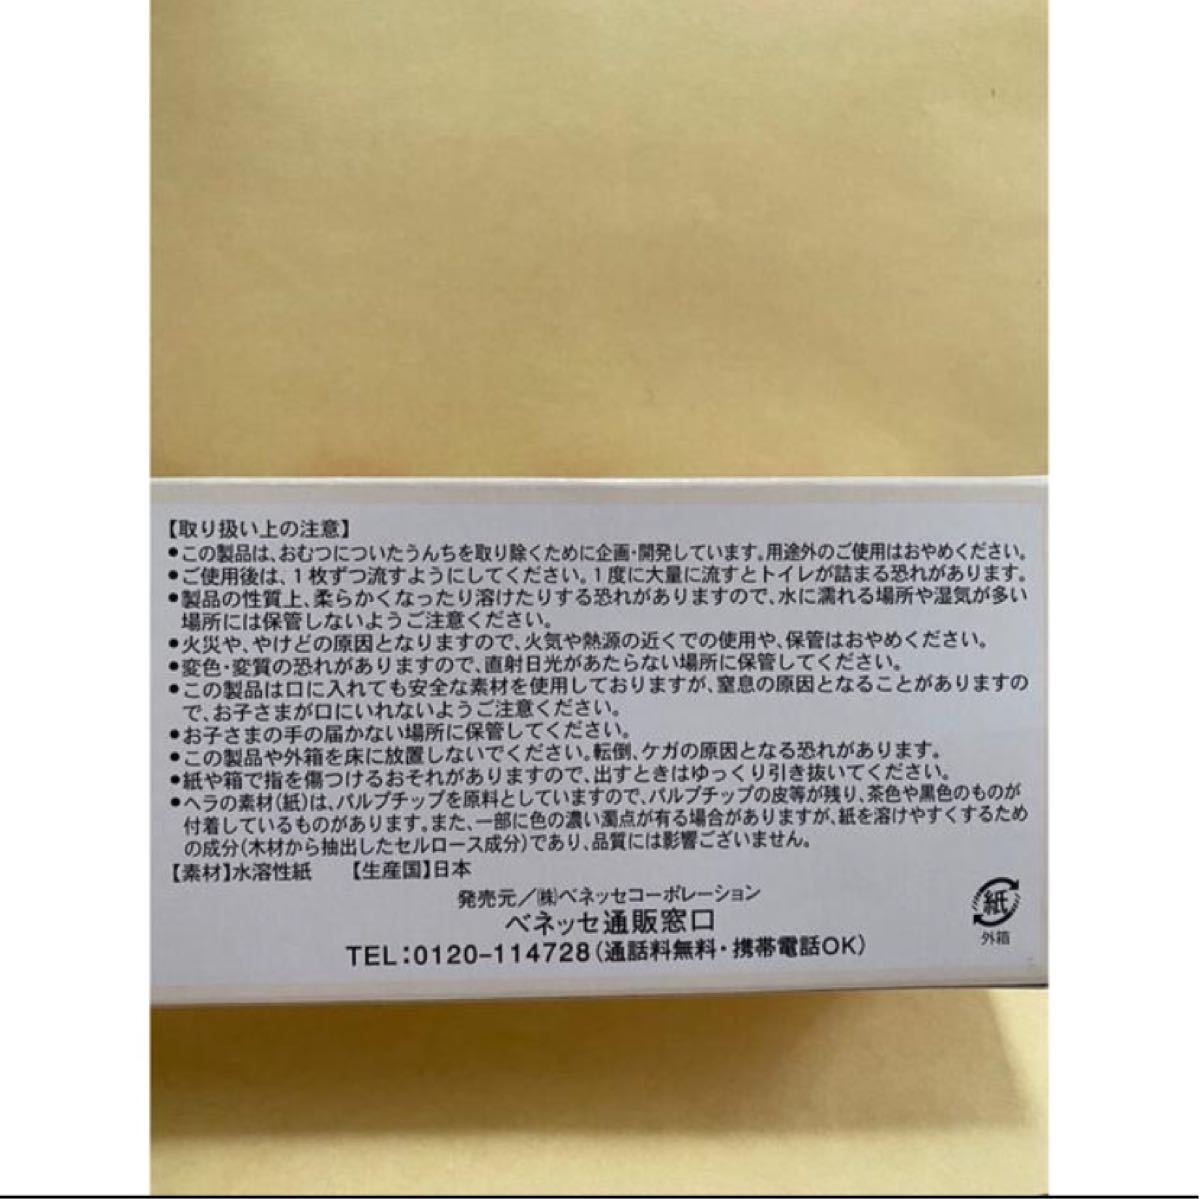 【取り扱い上の注意】
●この製品は、おむつについたうんちを取り除くために企画・開発しています。用途外のご使用はおやめください。
●ご使用後は、1枚ずつ流すようにしてください。1度に大量に流すとトイレが詰まる恐れがあります。
●製品の性質上、柔らかくなったり溶けたりする恐れがありますので、水に濡れる場所や湿気が多い
場所には保管しないようご注意ください。
●火災や、やけどの原因となりますので、火気や熱源の近くでの使用や、保管はおやめください。
●変色・変質の恐れがありますので、直射日光があたらない場所に保管してください。
●この製品は口に入れても安全な素材を使用しておりますが、窒息の原因となることがありますの
で、お子さまが口にいれないようご注意ください。
●お子さまの手の届かない場所に保管してください。
●この製品や外箱を床に放置しないでください。転倒、ケガの原因となる恐れがあります。
●紙や箱で指を傷つけるおそれがありますので、出すときはゆっくり引き抜いてください。
●ヘラの素材(紙)は、パルプチップを原料としていますので、パルプチップの皮等が残り、茶色や黒色のものが
付着しているものがあります。また、一部に色の濃い濁点が有る場合がありますが、紙を溶けやすくするため
の成分(木材から抽出したセルロース成分)であり、品質には影響ございません。
【素材】水溶性紙 【生産国】日本
発売元/㈱ベネッセコーポレーション
ベネッセ通販窓口
TEL:0120-114728(通話料無料・携帯電話OK)
紙
外箱